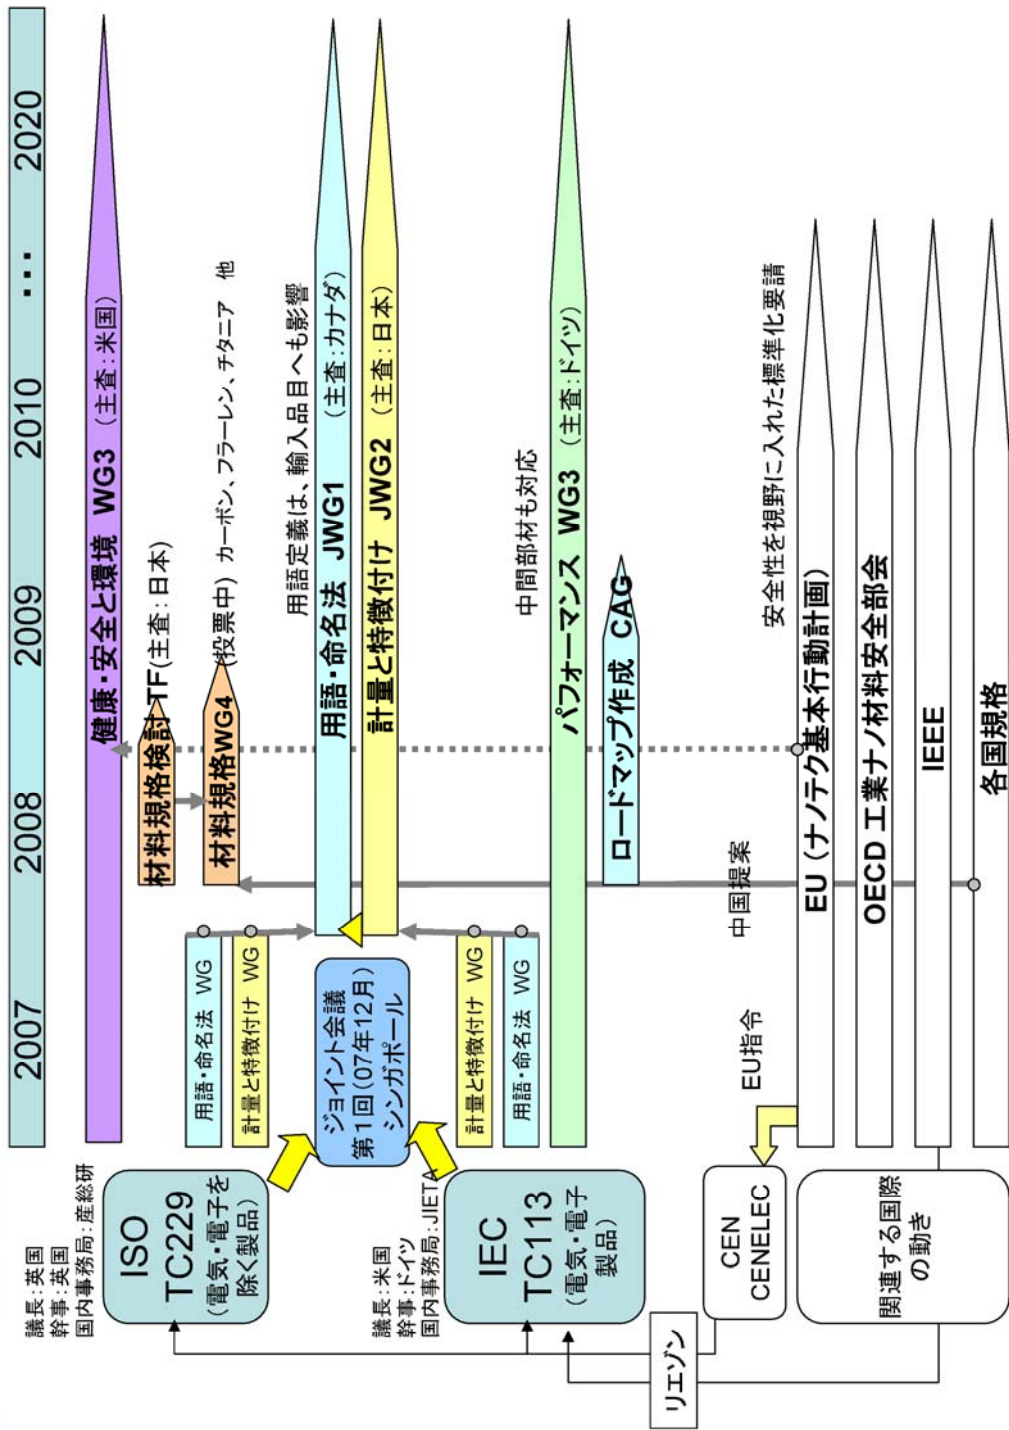 2007
2008
2009
2010
...
2020
議長：英国
幹事：英国
国内事務局：産総研
ISO
TC229
(電気・電子を
除く製品)
健康・安全と環境 WG3 (主査：米国)
材料規格検討TF(主査：日本)
材料規格WG4(投票中) カーボン、フラーレン、チタニア 他
用語・命名法 WG
計量と特徴付け WG
用語定義は、輸入品目へも影響
ジョイント会議
第1回(07年12月)
シンガポール
用語・命名法 JWG1 (主査：カナダ)
計量と特徴付け JWG2 (主査：日本)
議長：米国
幹事：ドイツ
国内事務局：JIETA
IEC
TC113
(電気・電子
製品)
計量と特徴付け WG
用語・命名法 WG
中間部材も対応
パフォーマンス WG3 (主査：ドイツ)
ロードマップ作成 CAG
リエゾン
CEN
CENELEC
EU指令
中国提案
安全性を視野に入れた標準化要請
関連する国際
の動き
EU (ナノテク基本行動計画)
OECD 工業ナノ材料安全部会
IEEE
各国規格